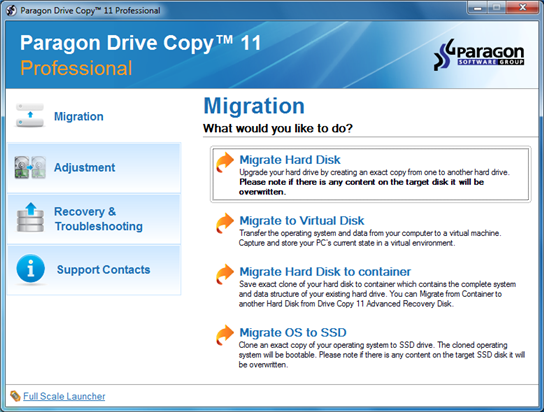 Paragon Drive Copy™ 11 Professional
Paragon Drive Copy™ 11
Professional
Paragon
SOFTWARE GROUP
Migration
Adjustment
Recovery &
Troubleshooting
Support Contacts
Migration
What would you like to do?
Migrate Hard Disk
Upgrade your hard drive by creating an exact copy from one to another hard drive.
Please note if there is any content on the target disk it will be
overwritten.
Migrate to Virtual Disk
Transfer the operating system and data from your computer to a virtual machine.
Capture and store your PC's current state in a virtual environment.
Migrate Hard Disk to container
Save exact clone of your hard disk to container which contains the complete system
and data structure of your existing hard drive. You can Migrate from Container to
another Hard Disk from Drive Copy 11 Advanced Recovery Disk.
Migrate OS to SSD
Clone an exact copy of your operating system to SSD drive. The cloned operating
system will be bootable. Please note if there is any content on the target SSD disk it will
be overwritten.
Full Scale Launcher